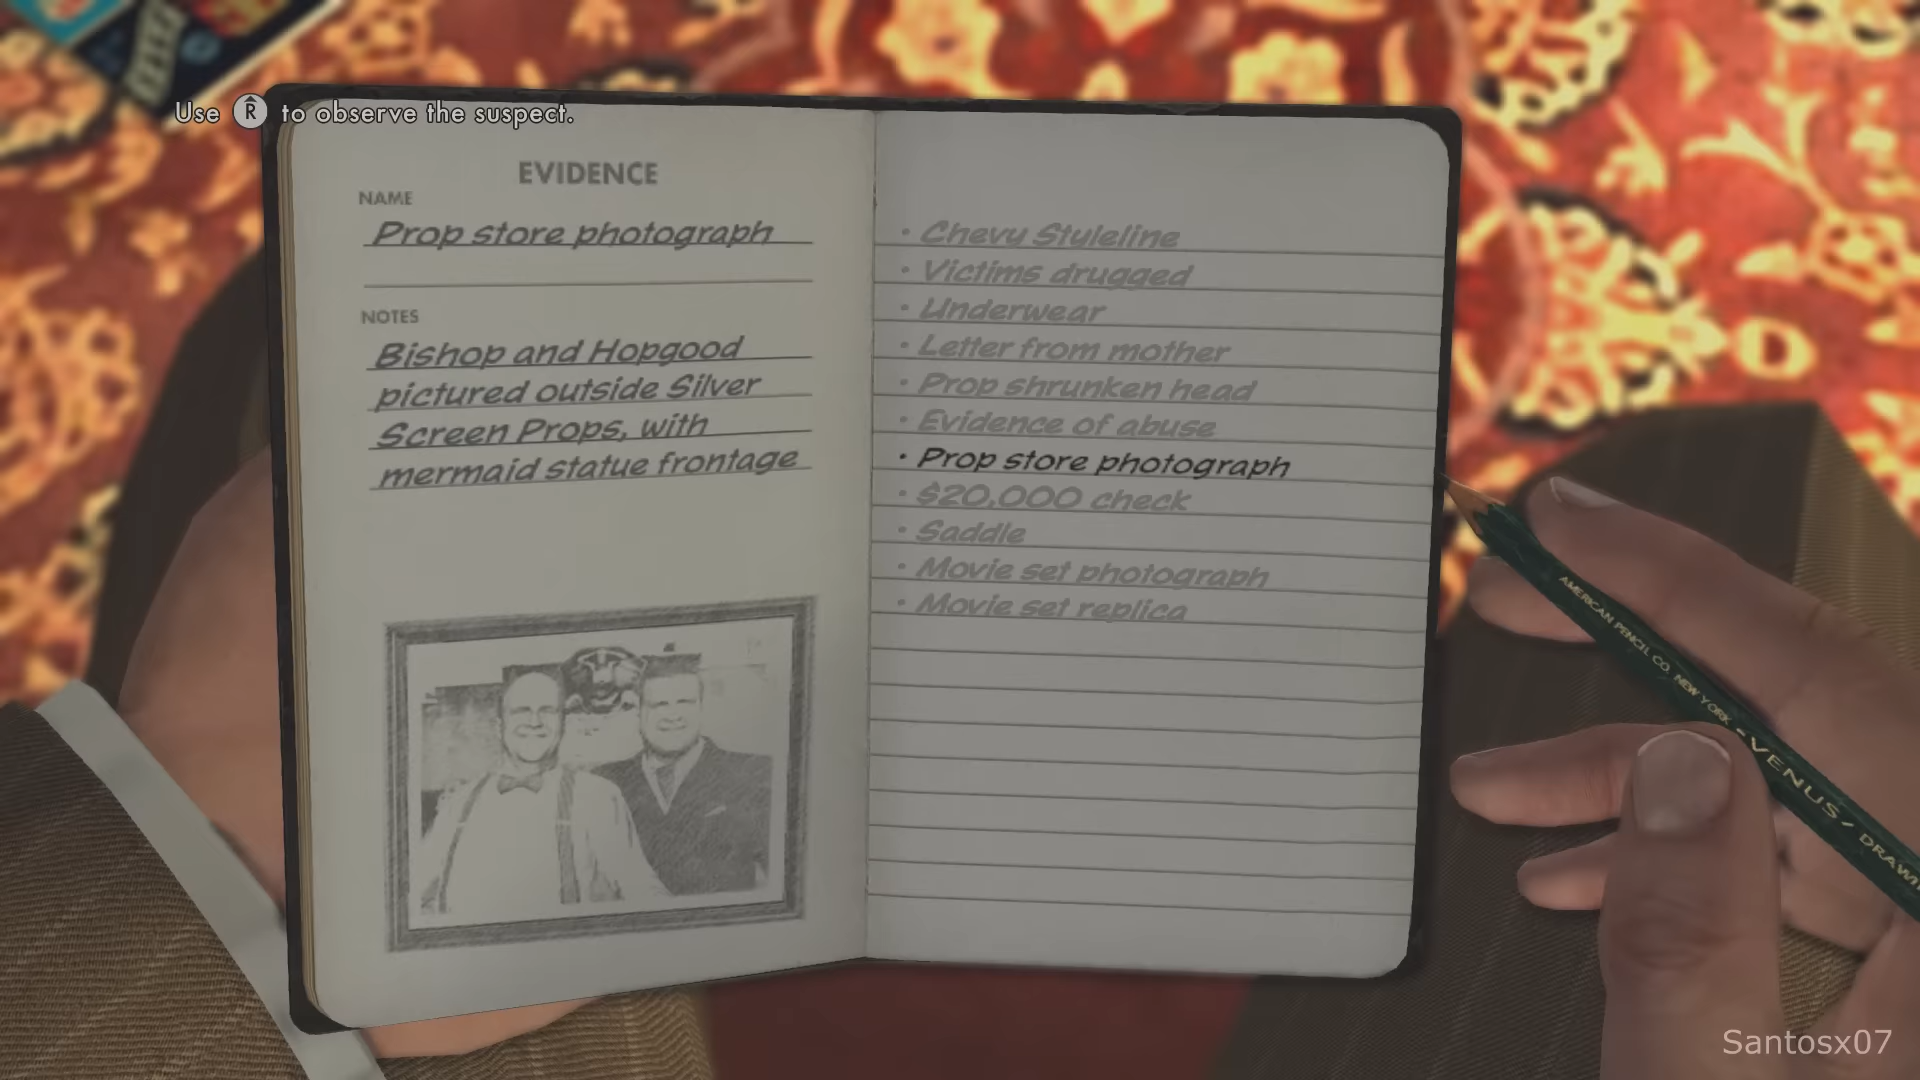 Use R to observe the suspect.
EVIDENCE
NAME
Prop store photograph
NOTES
Bishop and Hopgood
pictured outside Silver
Screen Props, with
mermaid statue frontage
• Chevy Styleline
• Victims drugged
• Underwear
• Letter from mother
• Prop shrunken head
• Evidence of abuse
• Prop store photograph
• $20,000 check
• Saddle
• Movie set photograph
• Movie set replica
AMERICAN PENCIL CO. NEW YORK - VENUS / DRAWI
Santosx07